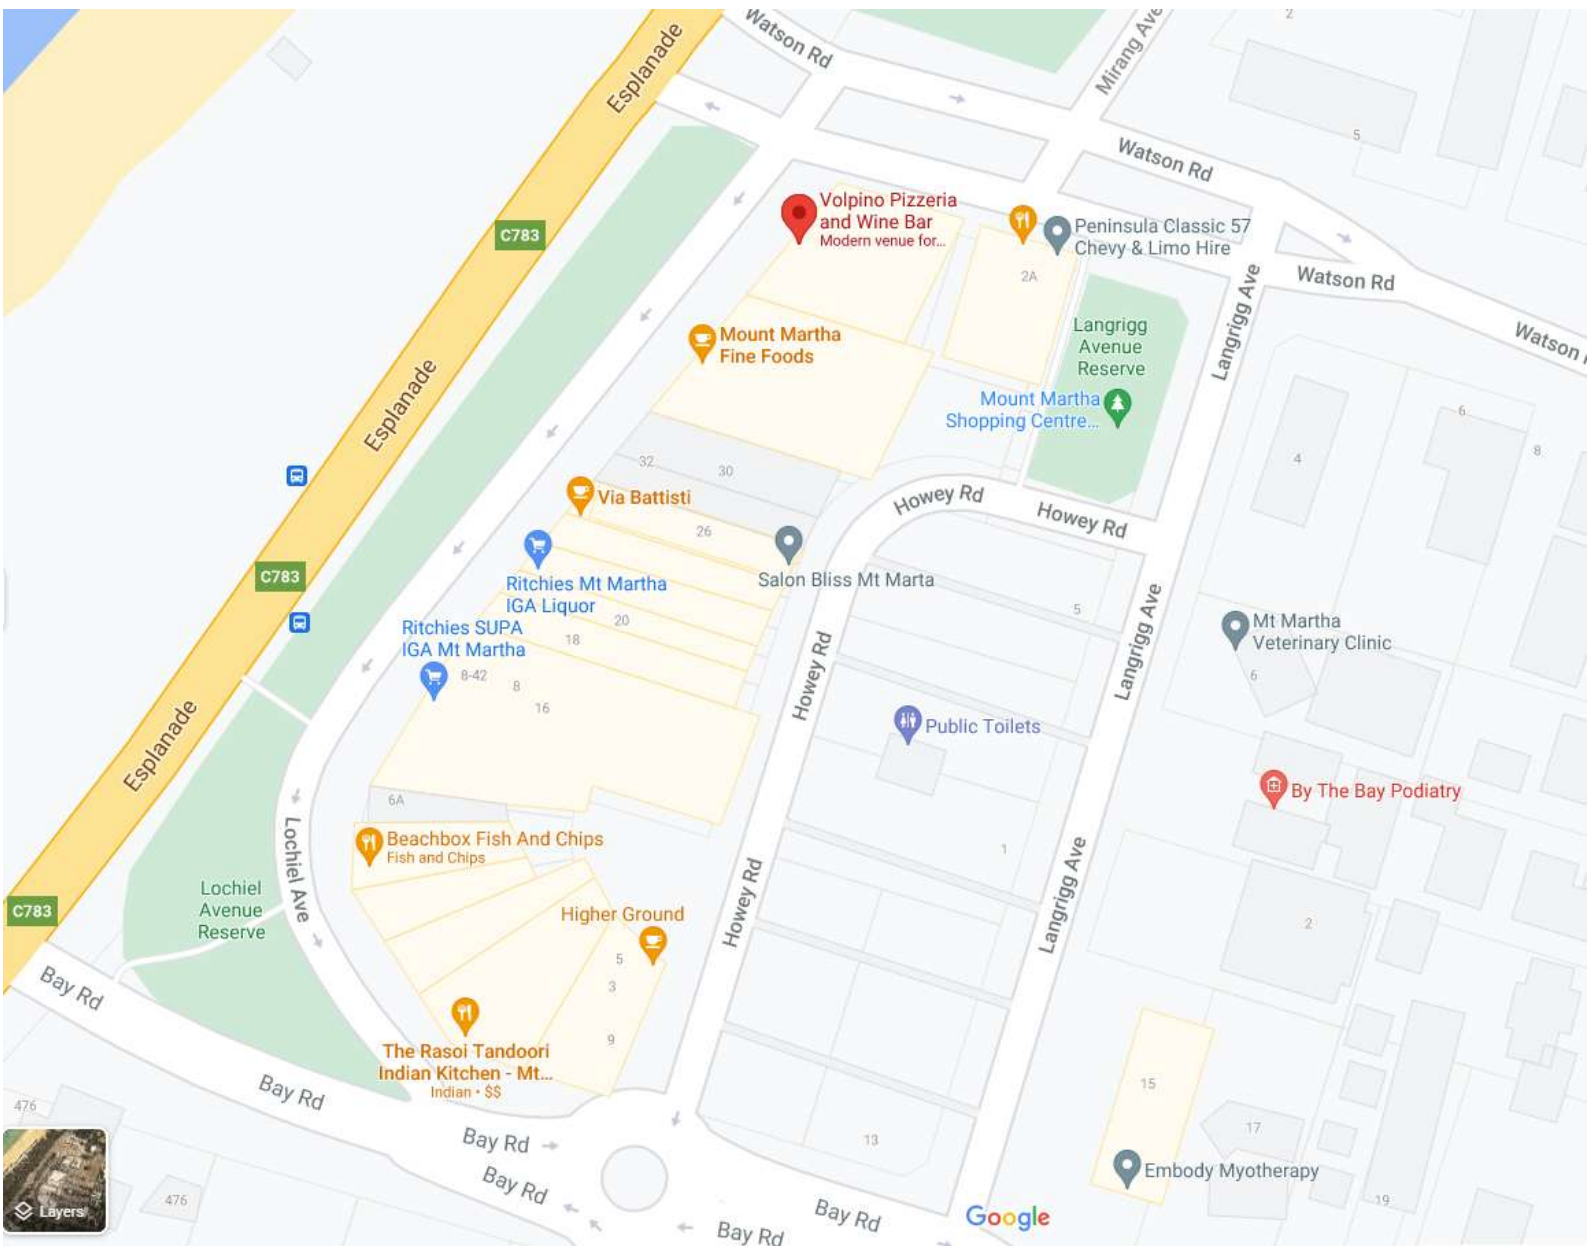 Watson Rd
Mirang Ave
2
Esplanade
5
Watson Rd
Volpino Pizzeria
and Wine Bar
Modern venue for...
C783
Peninsula Classic 57
Chevy & Limo Hire
2A
Watson Rd
Langrigg Ave
Watson
Mount Martha
Fine Foods
Langrigg
Avenue
Reserve
Esplanade
Mount Martha
Shopping Centre...
6
8
4
32
30
Via Battisti
Howey Rd
Howey Rd
26
Salon Bliss Mt Marta
C783
Ritchies Mt Martha
IGA Liquor
5
20
Ritchies SUPA
IGA Mt Martha
18
Mt Martha
Veterinary Clinic
Langrigg Ave
8-42
8
16
6
Howey Rd
Public Toilets
Esplanade
6A
By The Bay Podiatry
Beachbox Fish And Chips
Fish and Chips
1
Lochiel Ave
Lochiel
Avenue
Reserve
C783
Higher Ground
Howey Rd
Langrigg Ave
2
5
3
Bay Rd
9
The Rasoi Tandoori
Indian Kitchen - Mt...
Indian • $$
Bay Rd
15
476
Bay Rd
13
17
Embody Myotherapy
Bay Rd
476
19
Layers
Bay Rd
Google
Bay Rd